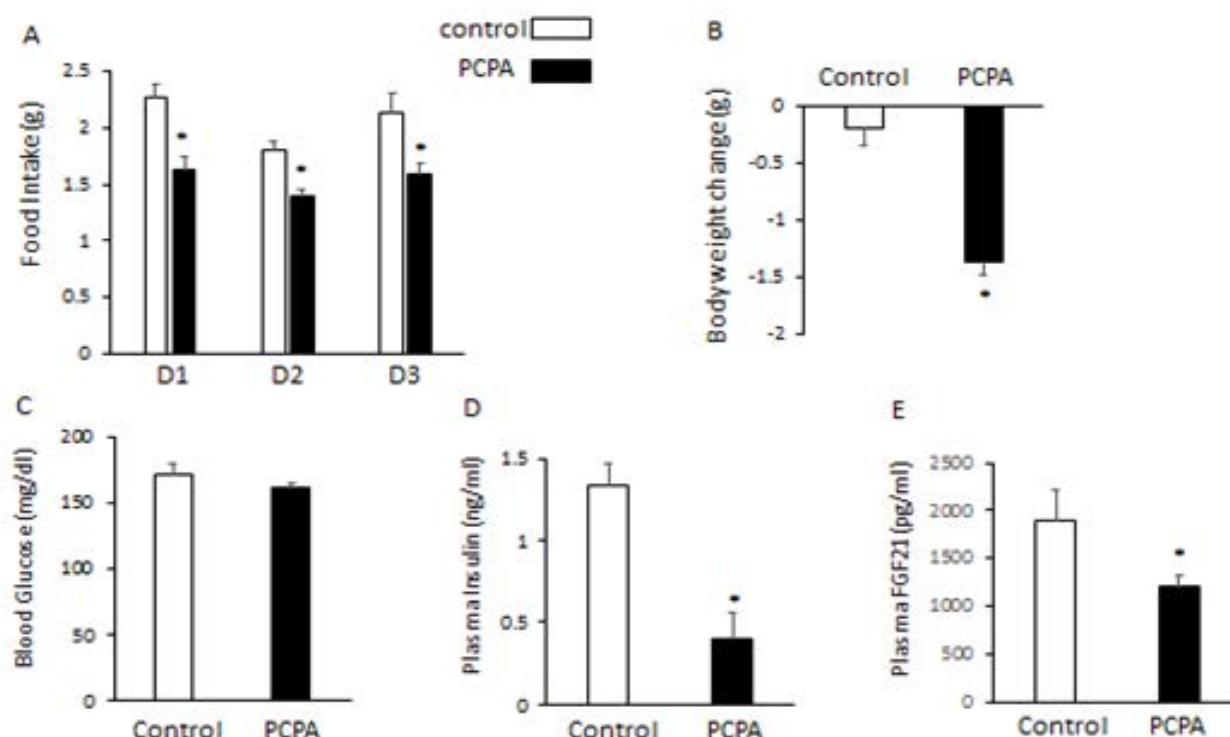 A
control
PCPA
Food Intake (g)
2.5
2
1.5
1
0.5
0
*
*
*
D1 D2 D3
B
Control PCPA
Bodyweight change (g)
0
-0.5
-1
-1.5
-2
*
C
Blood Glucose (mg/dl)
200
150
100
50
0
Control PCPA
D
Plasma Insulin (ng/ml)
1.5
1
0.5
0
*
Control PCPA
E
Plasma FGF21 (pg/ml)
2500
2000
1500
1000
500
0
*
Control PCPA